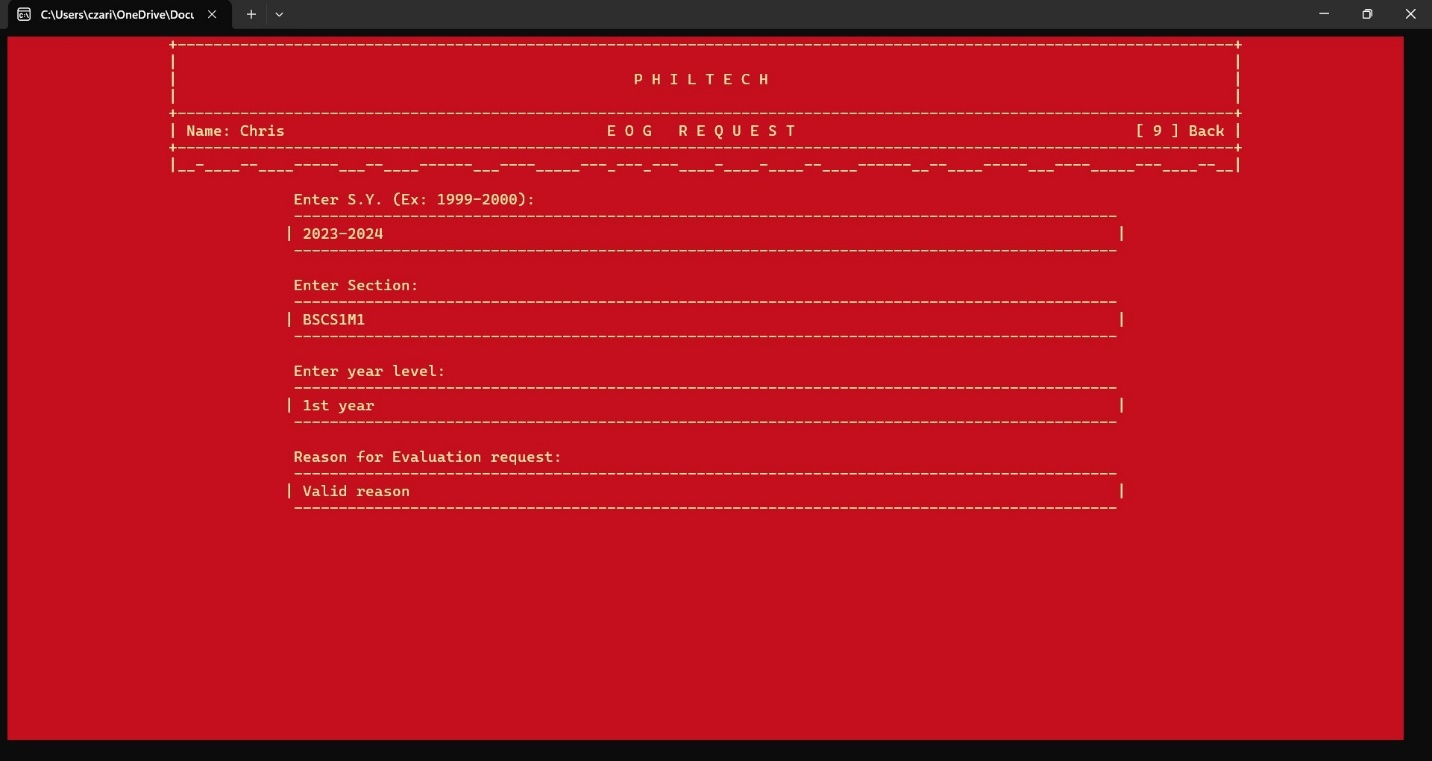 C:\Users\czari\OneDrive\Docu
P H I L T E C H
Name: Chris E O G R E Q U E S T [ 9 ] Back
Enter S.Y. (Ex: 1999-2000):
2023-2024
Enter Section:
BSCS1M1
Enter year level:
1st year
Reason for Evaluation request:
Valid reason